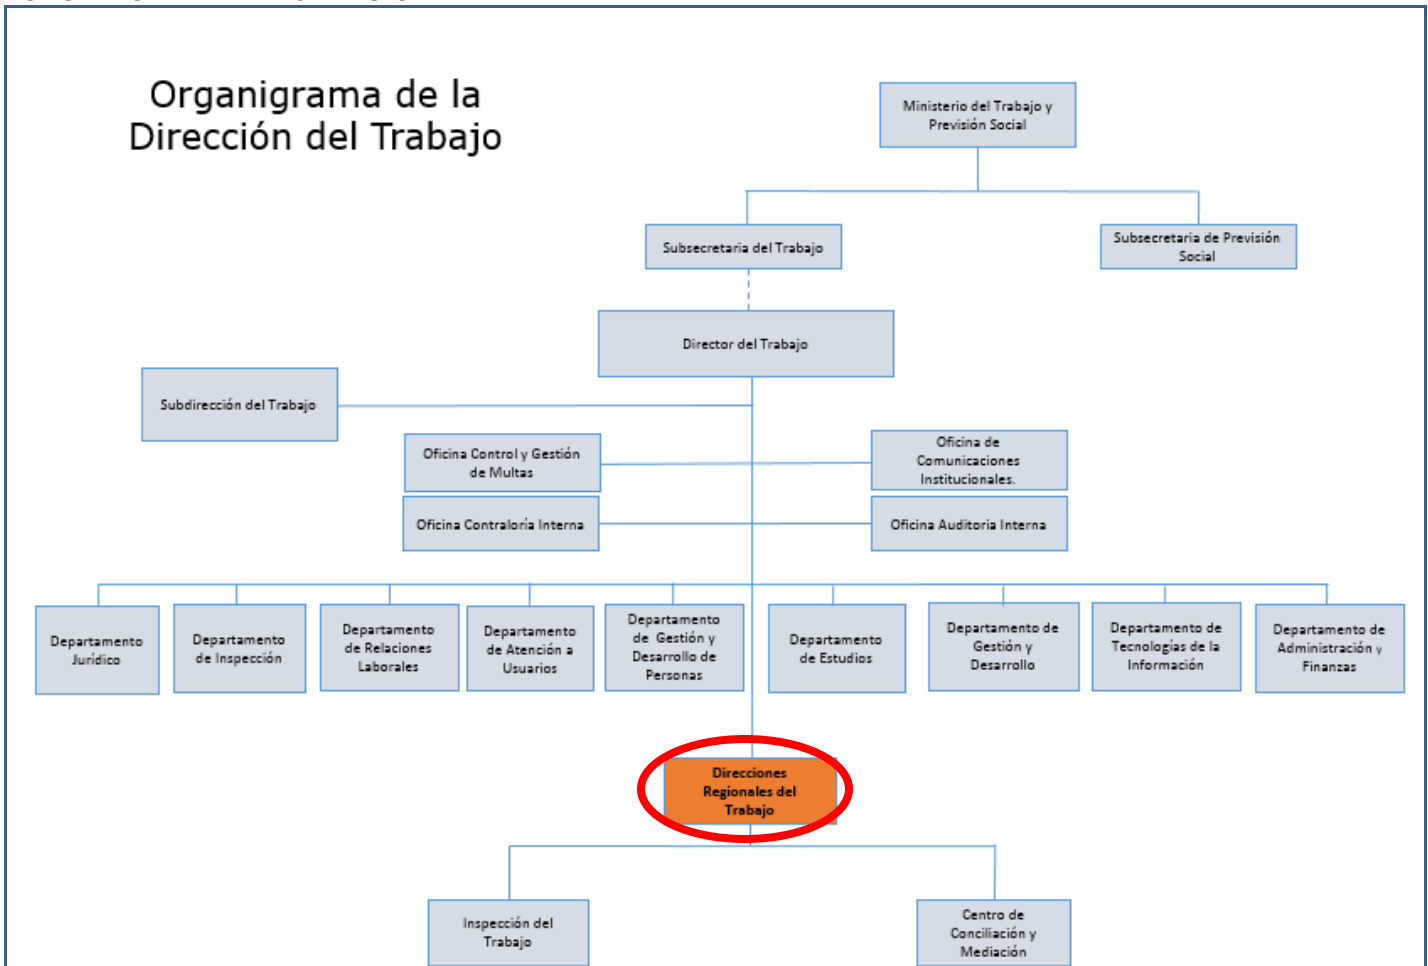 Organigrama de la
Dirección del Trabajo
Ministerio del Trabajo y
Previsión Social
Subsecretaria del Trabajo
Subsecretaria de Previsión
Social
Director del Trabajo
Subdirección del Trabajo
Oficina Control y Gestión
de Multas
Oficina de
Comunicaciones
Institucionales.
Oficina Contraloría Interna
Oficina Auditoria Interna
Departamento
Jurídico
Departamento
de Inspección
Departamento
de Relaciones
Laborales
Departamento
de Atención a
Usuarios
Departamento
de Gestión y
Desarrollo de
Personas
Departamento
de Estudios
Departamento de
Gestión y
Desarrollo
Departamento de
Tecnologías de la
Información
Departamento de
Administración y
Finanzas
Direcciones
Regionales del
Trabajo
Inspección del
Trabajo
Centro de
Conciliación y
Mediación